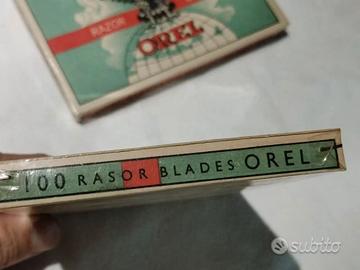 RAZOR
OREL
100 RASOR BLADES OREL
subito